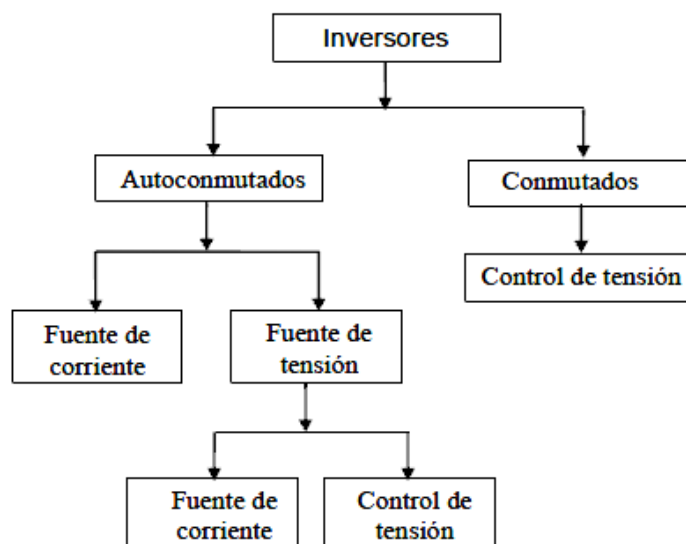 Inversores
Autoconmutados
Conmutados
Control de tensión
Fuente de
corriente
Fuente de
tensión
Fuente de
corriente
Control de
tensión